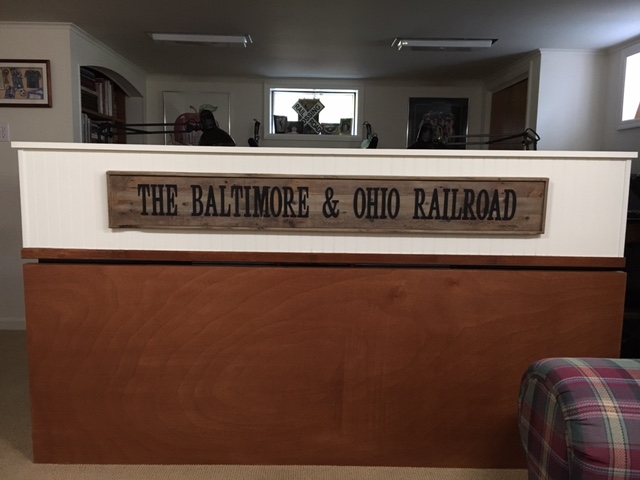 THE BALTIMORE & OHIO RAILROAD